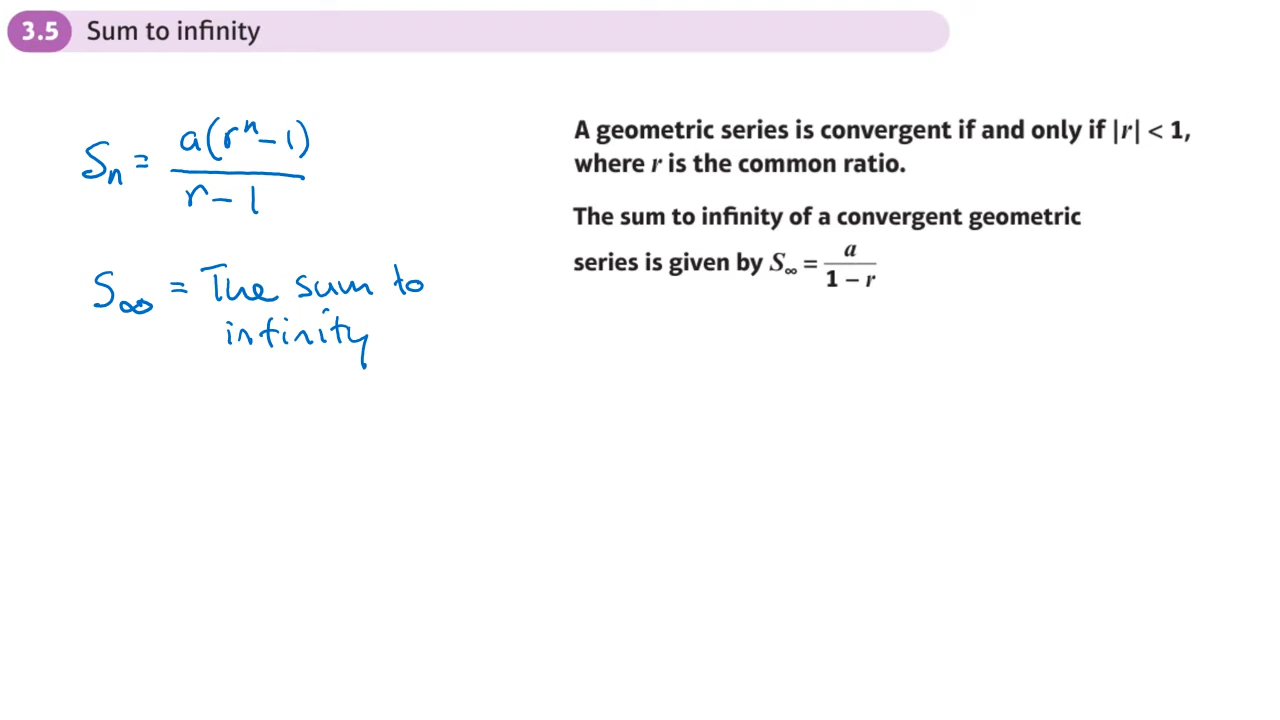 3.5 Sum to infinity
Sₙ = a(rⁿ − 1)
r − 1
S∞ = The sum to
infinity
A geometric series is convergent if and only if |r| < 1,
where r is the common ratio.
The sum to infinity of a convergent geometric
series is given by S∞ = a
1 − r